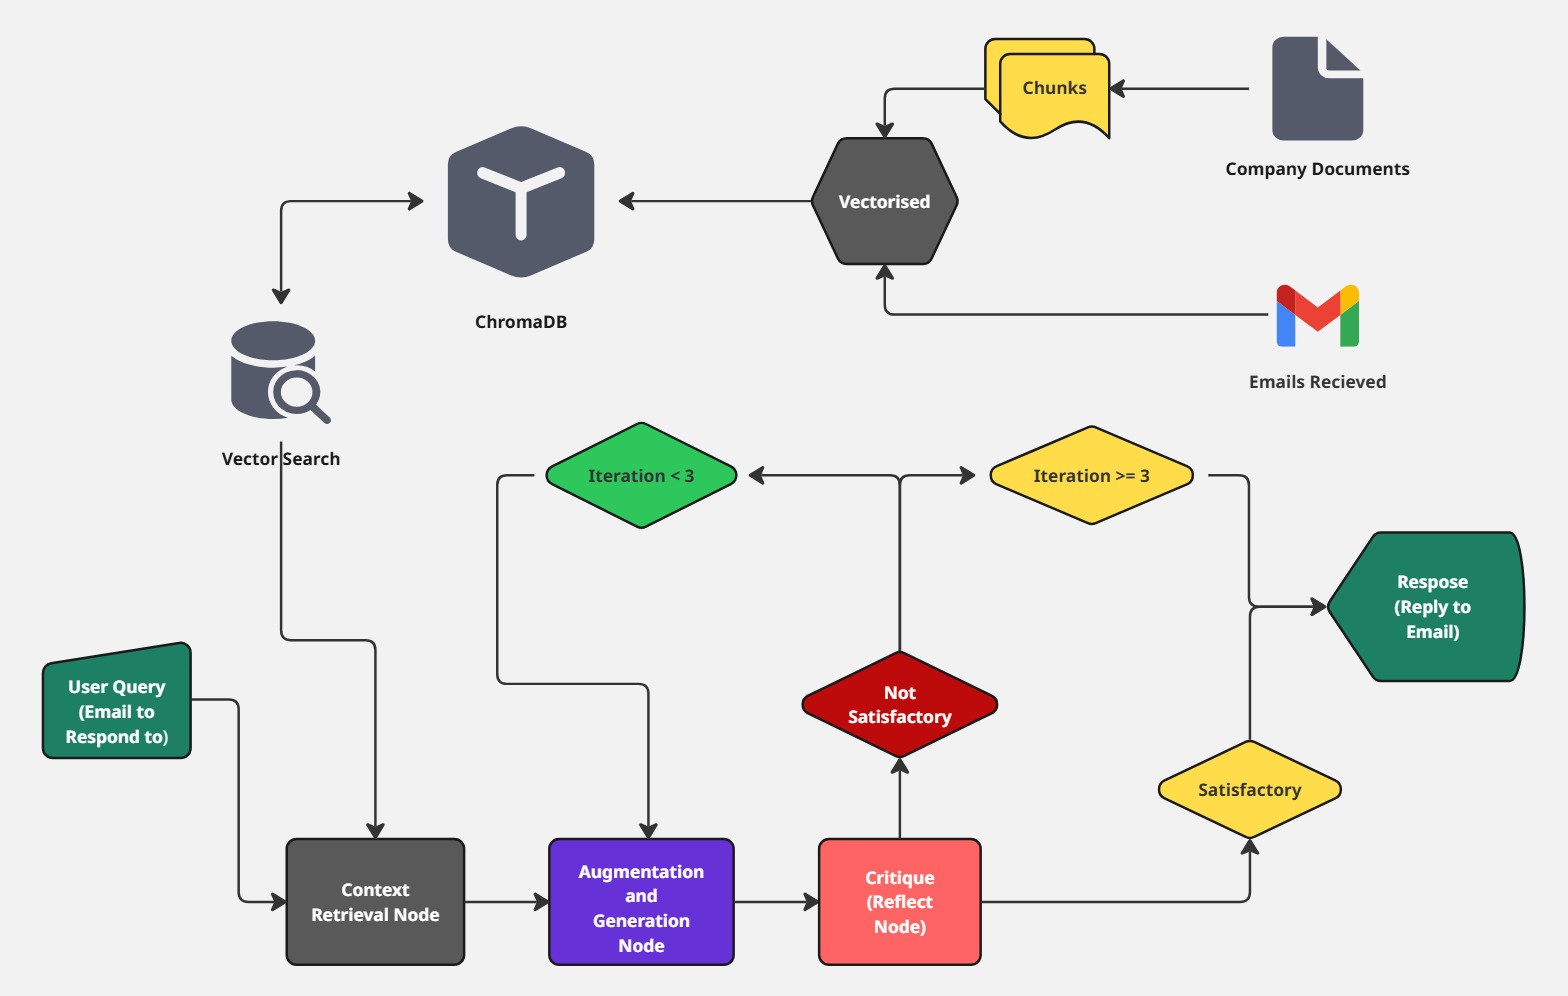 Chunks
Company Documents
Vectorised
ChromaDB
Emails Recieved
Vector Search
Iteration < 3
Iteration >= 3
Respose
(Reply to
Email)
User Query
(Email to
Respond to)
Not
Satisfactory
Satisfactory
Context
Retrieval Node
Augmentation
and
Generation
Node
Critique
(Reflect
Node)